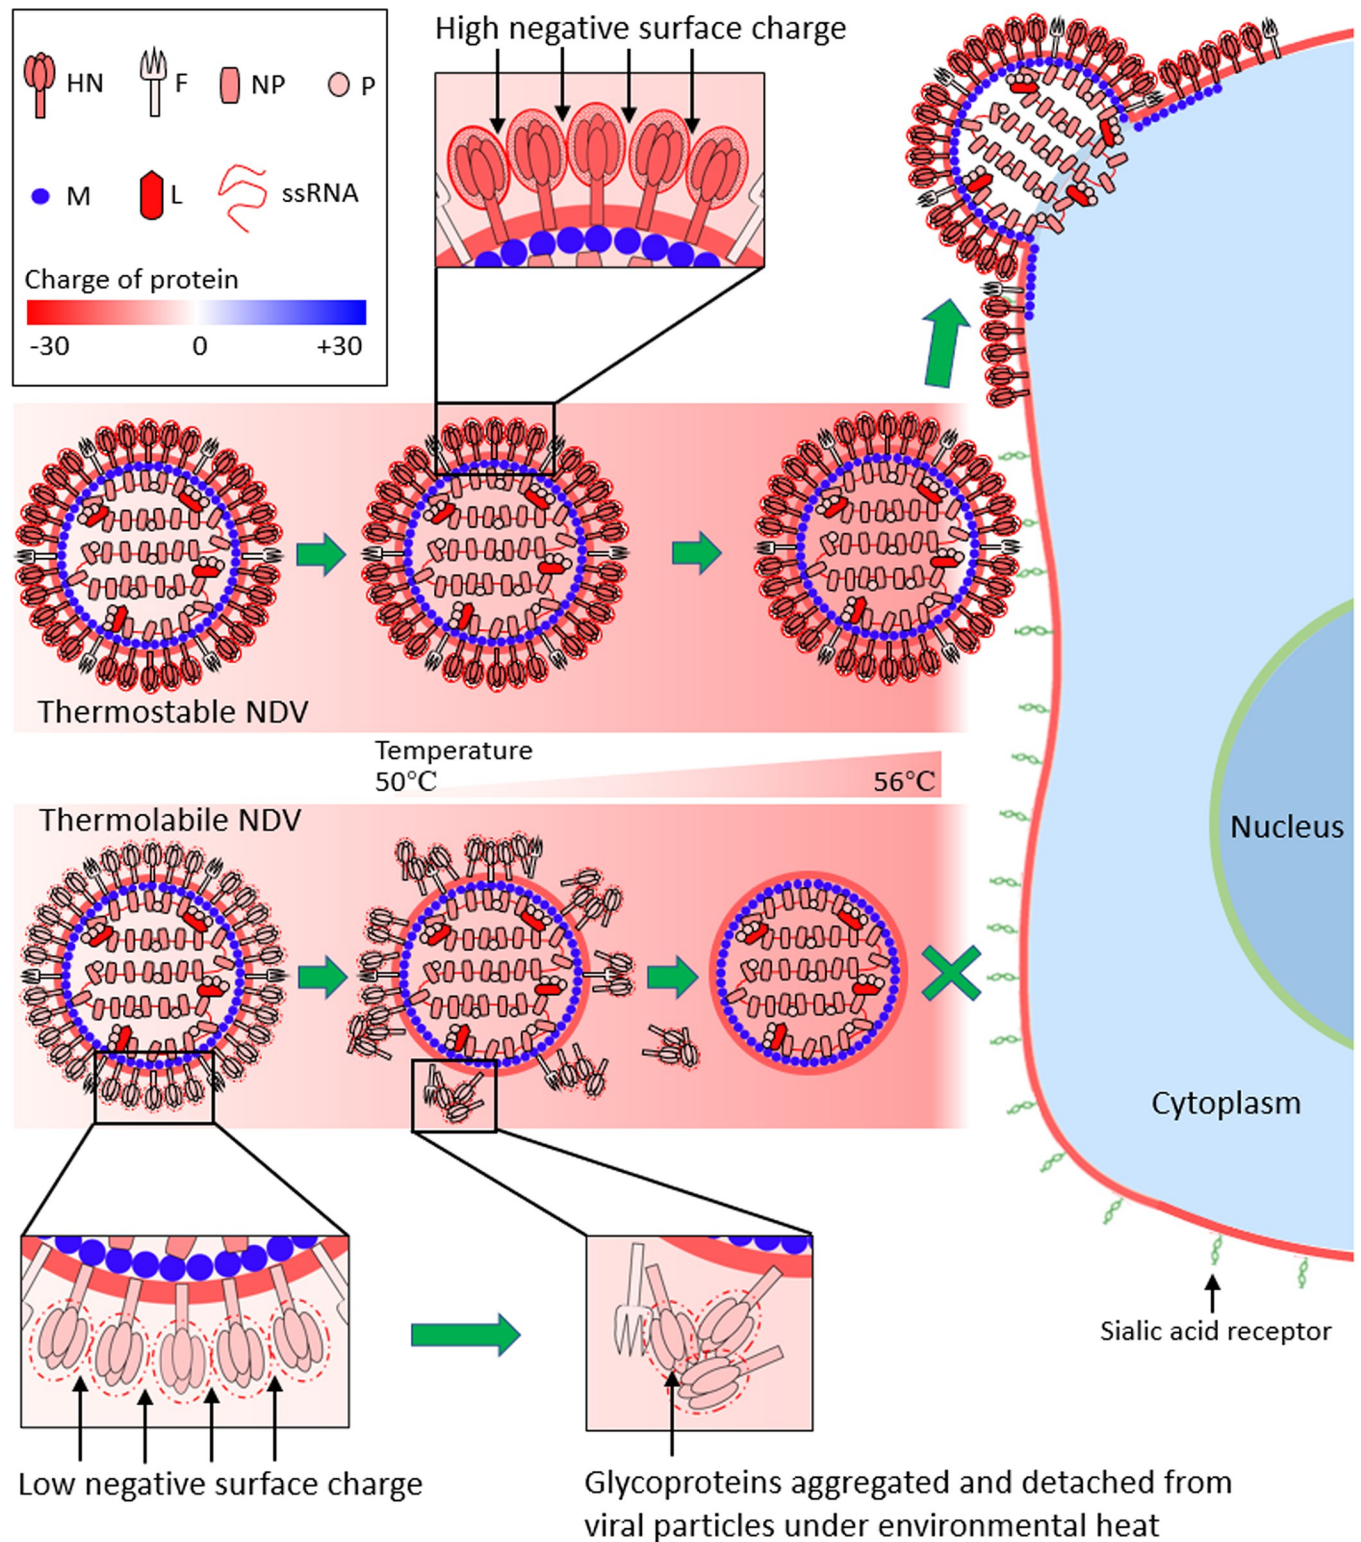 High negative surface charge
HN
F
NP
P
M
L
ssRNA
Charge of protein
-30
0
+30
Thermostable NDV
Temperature
50°C
56°C
Thermolabile NDV
Nucleus
Cytoplasm
Sialic acid receptor
Low negative surface charge
Glycoproteins aggregated and detached from
viral particles under environmental heat